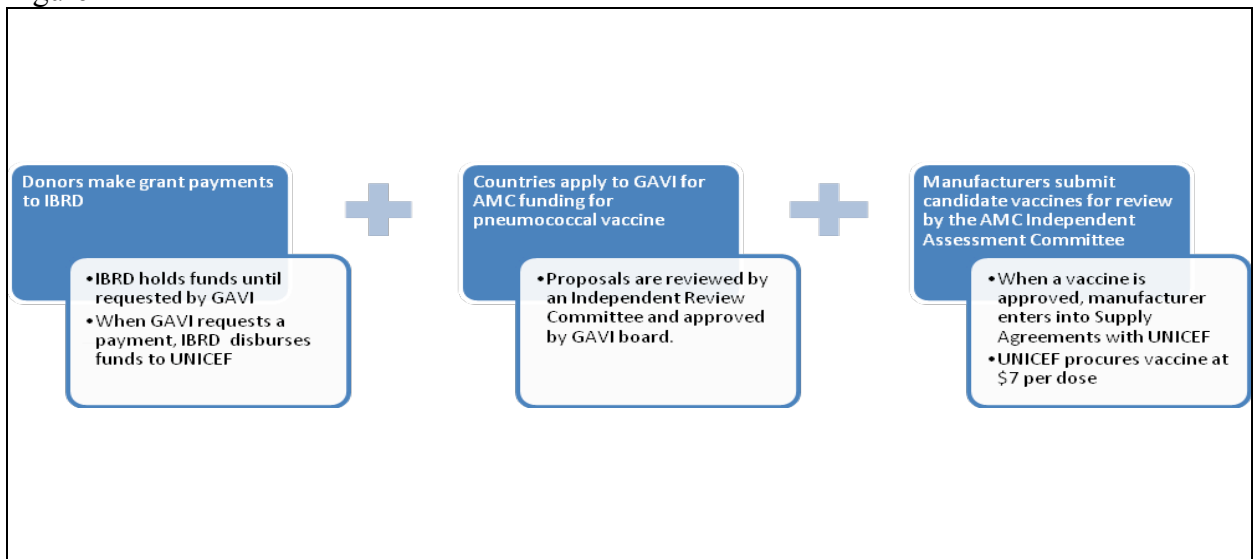 Donors make grant payments
to IBRD
•IBRD holds funds until
requested by GAVI
•When GAVI requests a
payment, IBRD disburses
funds to UNICEF
Countries apply to GAVI for
AMC funding for
pneumococcal vaccine
•Proposals are reviewed by
an Independent Review
Committee and approved
by GAVI board.
Manufacturers submit
candidate vaccines for review
by the AMC Independent
Assessment Committee
•When a vaccine is
approved, manufacturer
enters into Supply
Agreements with UNICEF
•UNICEF procures vaccine at
$7 per dose